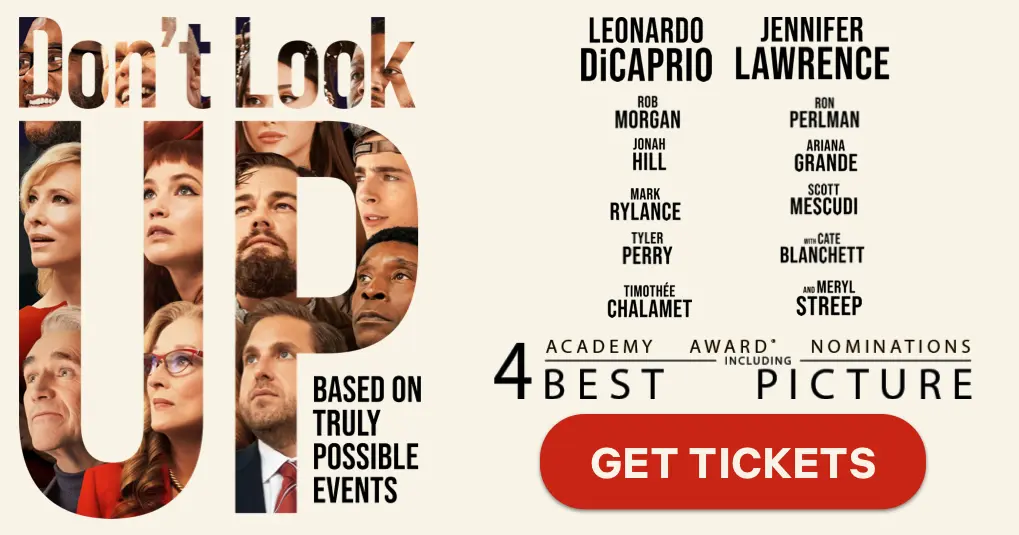 Don't Look
UP
BASED ON
TRULY
POSSIBLE
EVENTS
LEONARDO
DiCAPRIO
JENNIFER
LAWRENCE
ROB
MORGAN
RON
PERLMAN
JONAH
HILL
ARIANA
GRANDE
MARK
RYLANCE
SCOTT
MESCUDI
TYLER
PERRY
WITH CATE
BLANCHETT
TIMOTHÉE
CHALAMET
AND MERYL
STREEP
4 ACADEMY AWARD® NOMINATIONS
INCLUDING
BEST PICTURE
GET TICKETS